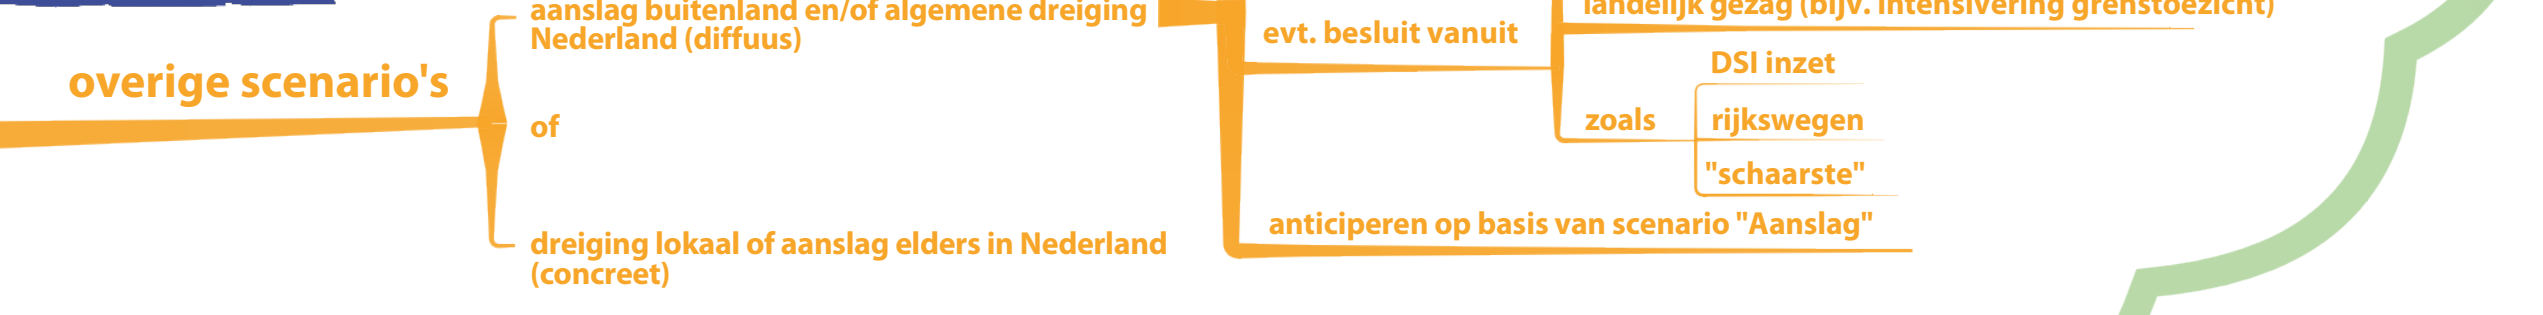 aanslag buitenland en/of algemene dreiging
Nederland (diffuus)
overige scenario's
of
dreiging lokaal of aanslag elders in Nederland
(concreet)
evt. besluit vanuit
landelijk gezag (bijv. intensivering grenstoezicht)
zoals
DSI inzet
rijkswegen
"schaarste"
anticiperen op basis van scenario "Aanslag"